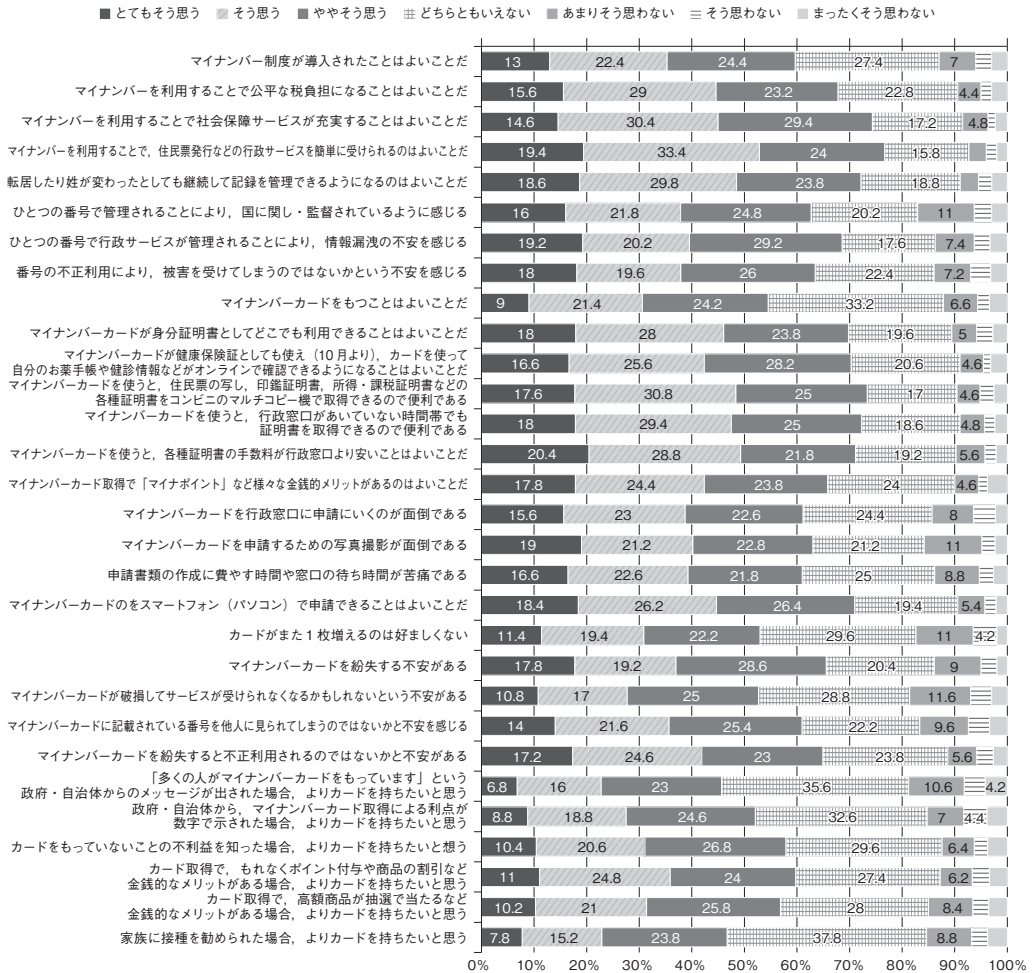 とてもそう思う そう思う ややそう思う どちらともいえない あまりそう思わない そう思わない まったくそう思わない
マイナンバー制度が導入されたことはよいことだ 13 22.4 24.4 27.4 7
マイナンバーを利用することで公平な税負担になることはよいことだ 15.6 29 23.2 22.8 4.4
マイナンバーを利用することで社会保障サービスが充実することはよいことだ 14.6 30.4 29.4 17.2 4.8
マイナンバーを利用することで，住民票発行などの行政サービスを簡単に受けられるのはよいことだ 19.4 33.4 24 15.8
転居したり姓が変わったとしても継続して記録を管理できるようになるのはよいことだ 18.6 29.8 23.8 18.8
ひとつの番号で管理されることにより，国に関し・監督されているように感じる 16 21.8 24.8 20.2 11
ひとつの番号で行政サービスが管理されることにより，情報漏洩の不安を感じる 19.2 20.2 29.2 17.6 7.4
番号の不正利用により，被害を受けてしまうのではないかという不安を感じる 18 19.6 26 22.4 7.2
マイナンバーカードをもつことはよいことだ 9 21.4 24.2 33.2 6.6
マイナンバーカードが身分証明書としてどこでも利用できることはよいことだ 18 28 23.8 19.6 5
マイナンバーカードが健康保険証としても使え（10月より），カードを使って
自分のお薬手帳や健診情報などがオンラインで確認できるようになることはよいことだ 16.6 25.6 28.2 20.6 4.6
マイナンバーカードを使うと，住民票の写し，印鑑証明書，所得・課税証明書などの
各種証明書をコンビニのマルチコピー機で取得できるので便利である 17.6 30.8 25 17 4.6
マイナンバーカードを使うと，行政窓口があいていない時間帯でも
証明書を取得できるので便利である 18 29.4 25 18.6 4.8
マイナンバーカードを使うと，各種証明書の手数料が行政窓口より安いことはよいことだ 20.4 28.8 21.8 19.2 5.6
マイナンバーカード取得で「マイナポイント」など様々な金銭的メリットがあるのはよいことだ 17.8 24.4 23.8 24 4.6
マイナンバーカードを行政窓口に申請にいくのが面倒である 15.6 23 22.6 24.4 8
マイナンバーカードを申請するための写真撮影が面倒である 19 21.2 22.8 21.2 11
申請書類の作成に費やす時間や窓口の待ち時間が苦痛である 16.6 22.6 21.8 25 8.8
マイナンバーカードのをスマートフォン（パソコン）で申請できることはよいことだ 18.4 26.2 26.4 19.4 5.4
カードがまた1枚増えるのは好ましくない 11.4 19.4 22.2 29.6 11 4.2
マイナンバーカードを紛失する不安がある 17.8 19.2 28.6 20.4 9
マイナンバーカードが破損してサービスが受けられなくなるかもしれないという不安がある 10.8 17 25 28.8 11.6
マイナンバーカードに記載されている番号を他人に見られてしまうのではないかと不安を感じる 14 21.6 25.4 22.2 9.6
マイナンバーカードを紛失すると不正利用されるのではないかと不安がある 17.2 24.6 23 23.8 5.6
「多くの人がマイナンバーカードをもっています」という
政府・自治体からのメッセージが出された場合，よりカードを持ちたいと思う 6.8 16 23 35.6 10.6 4.2
政府・自治体から，マイナンバーカード取得による利点が
数字で示された場合，よりカードを持ちたいと思う 8.8 18.8 24.6 32.6 7 4.4
カードをもっていないことの不利益を知った場合，よりカードを持ちたいと想う 10.4 20.6 26.8 29.6 6.4
カード取得で，もれなくポイント付与や商品の割引など
金銭的なメリットがある場合，よりカードを持ちたいと思う 11 24.8 24 27.4 6.2
カード取得で，高額商品が抽選で当たるなど
金銭的なメリットがある場合，よりカードを持ちたいと思う 10.2 21 25.8 28 8.4
家族に接種を勧められた場合，よりカードを持ちたいと思う 7.8 15.2 23.8 37.8 8.8
0% 10% 20% 30% 40% 50% 60% 70% 80% 90% 100%